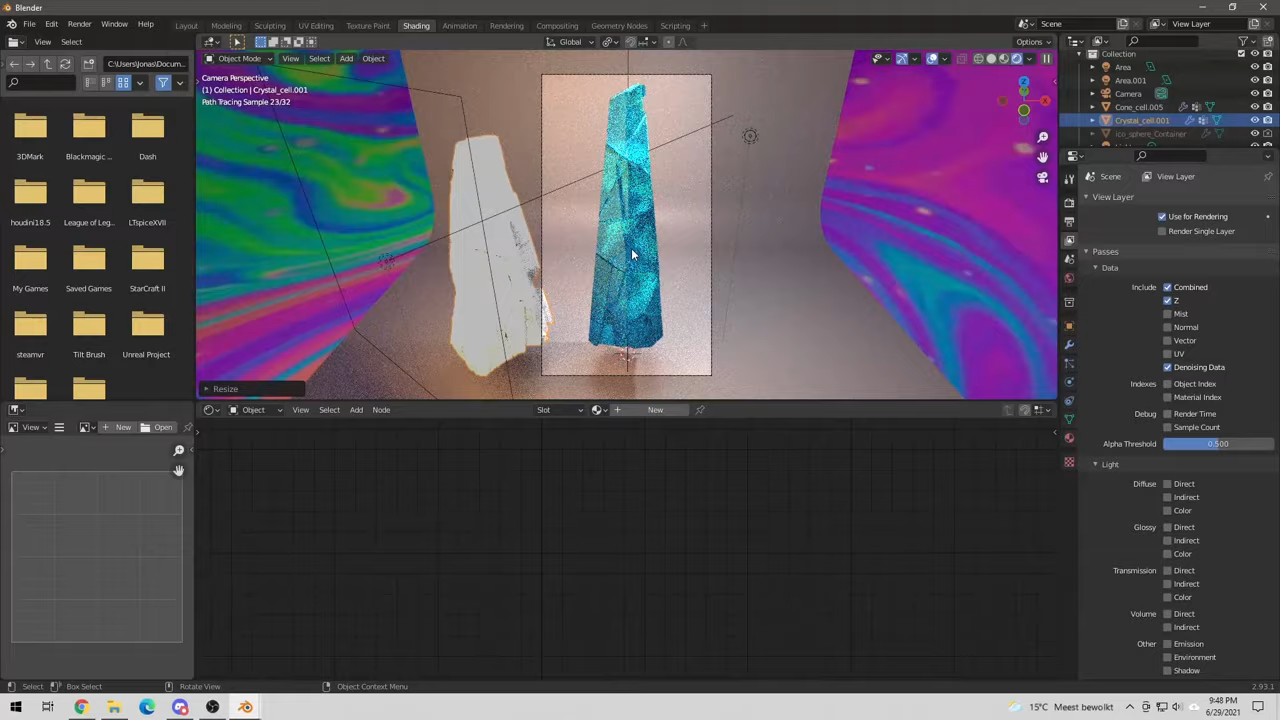 Blender
File Edit Render Window Help Layout Modeling Sculpting UV Editing Texture Paint Shading Animation Rendering Compositing Geometry Nodes Scripting + Scene View Layer
View Select Global Options
C:\Users\Jonas\Docum... Object Mode View Select Add Object Collection
Camera Perspective
(1) Collection | Crystal_cell.001
Path Tracing Sample 23/32
Area
Area.001
Camera
Cone_cell.005
Crystal_cell.001
ico_sphere_Container
3DMark Blackmagic ... Dash
houdini18.5 League of Leg... LTspiceXVII
My Games Saved Games StarCraft II
steamvr Tilt Brush Unreal Project
Resize
Scene View Layer
View Layer
Use for Rendering
Render Single Layer
Passes
Data
Include Combined
Z
Mist
Normal
Vector
UV
Denoising Data
Indexes Object Index
Material Index
Debug Render Time
Sample Count
Alpha Threshold 0.500
Light
Diffuse Direct
Indirect
Color
Glossy Direct
Indirect
Color
Transmission Direct
Indirect
Color
Volume Direct
Indirect
Other Emission
Environment
Shadow
View New Open Object View Select Add Node Slot New
Select Box Select Rotate View Object Context Menu 2.93.1
15°C Meest bewolkt 9:48 PM
6/29/2021